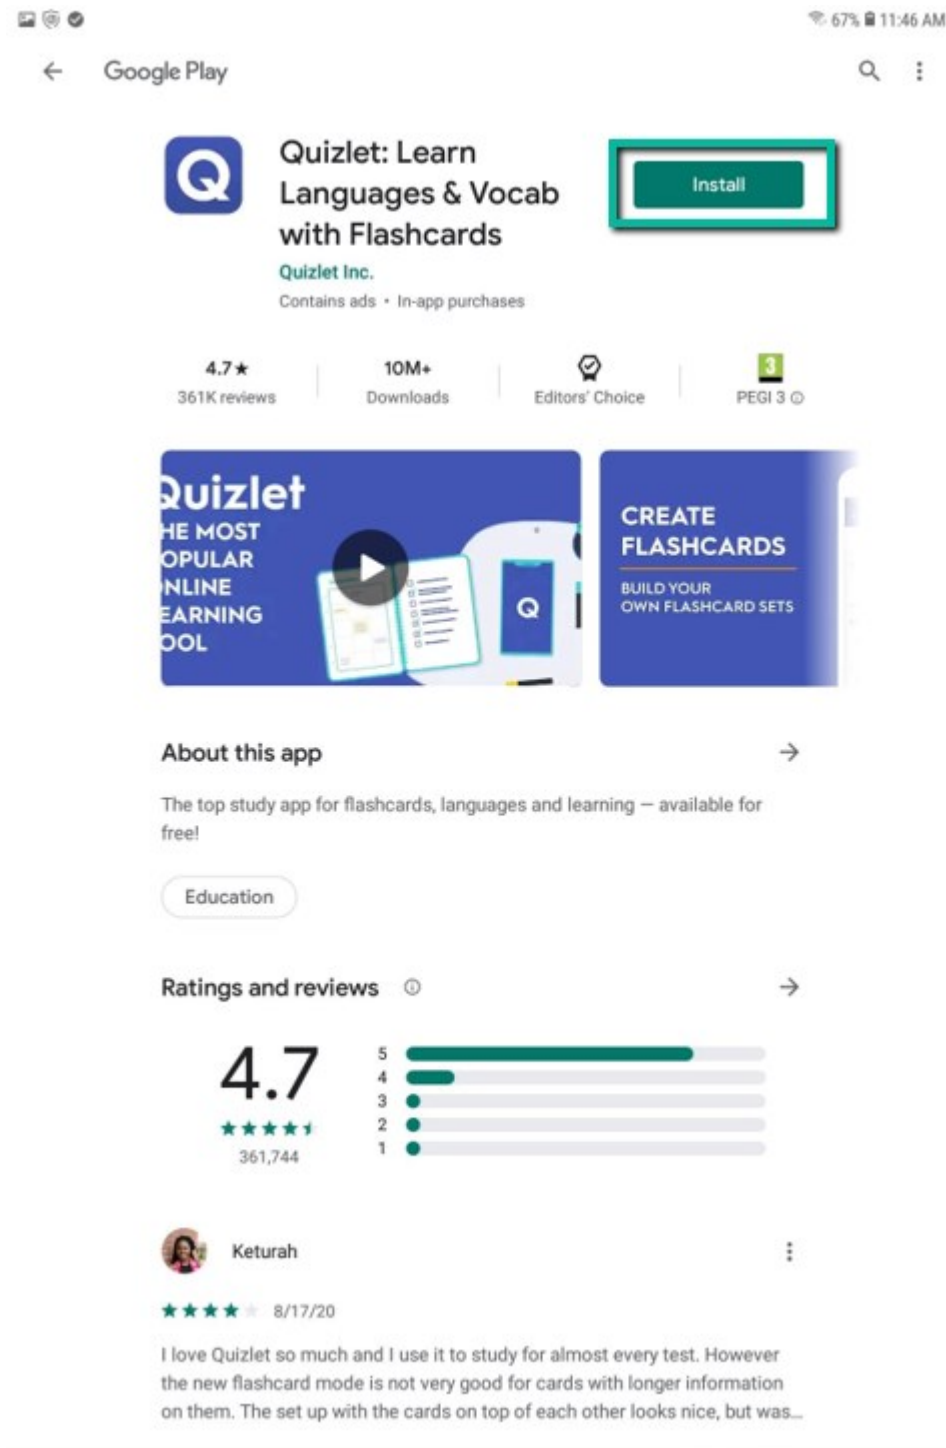 67% 11:46 AM
Google Play
Q
Quizlet: Learn
Languages & Vocab
with Flashcards
Install
Quizlet Inc.
Contains ads • In-app purchases
4.7★ 10M+ 3
361K reviews Downloads Editors' Choice PEGI 3
Quizlet
HE MOST
OPULAR
NLINE
EARNING
OOL
Q
CREATE
FLASHCARDS
BUILD YOUR
OWN FLASHCARD SETS
About this app
The top study app for flashcards, languages and learning — available for
free!
Education
Ratings and reviews
4.7
361,744
5
4
3
2
1
Keturah
8/17/20
I love Quizlet so much and I use it to study for almost every test. However
the new flashcard mode is not very good for cards with longer information
on them. The set up with the cards on top of each other looks nice, but was...